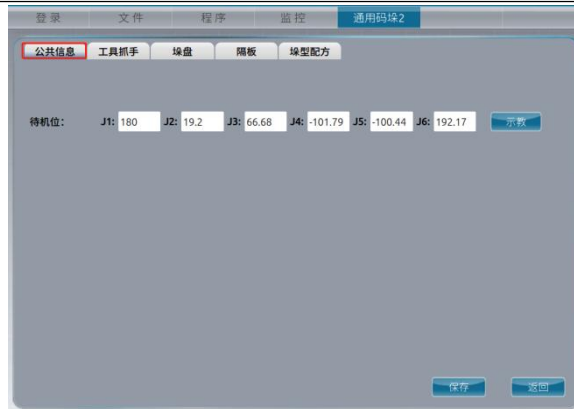 登录 文件 程序 监控 通用码垛2
公共信息 工具抓手 垛盘 隔板 垛型配方
待机位: J1: 180 J2: 19.2 J3: 66.68 J4: -101.79 J5: -100.44 J6: 192.17 示教
保存 返回